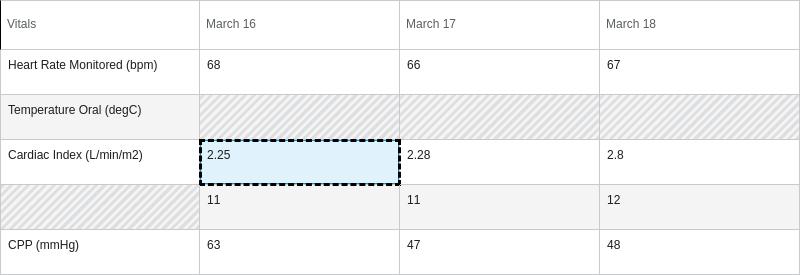 Vitals March 16 March 17 March 18
Heart Rate Monitored (bpm) 68 66 67
Temperature Oral (degC)
Cardiac Index (L/min/m2) 2.25 2.28 2.8
11 11 12
CPP (mmHg) 63 47 48